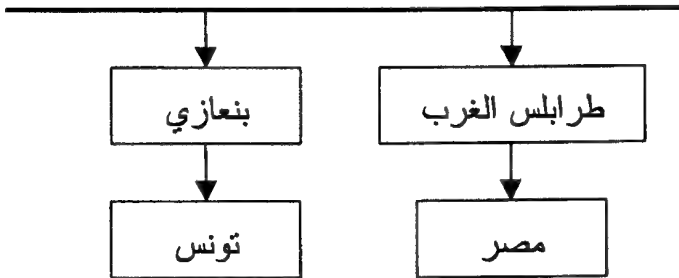 طرابلس الغرب
بنعازي
مصر
تونس